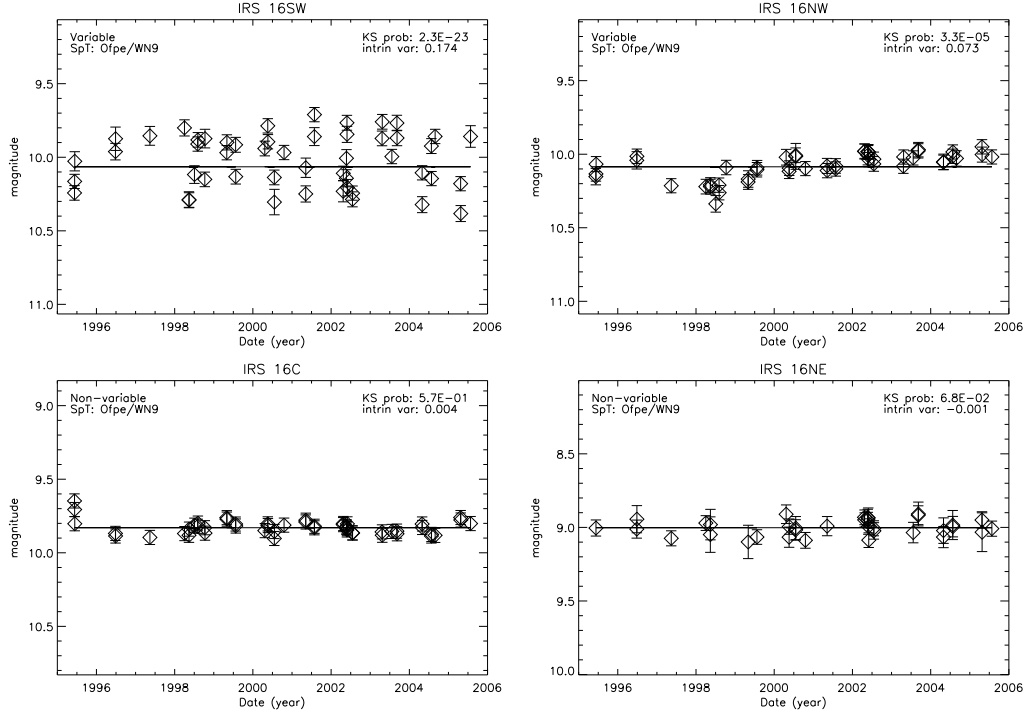 IRS 16SW
Variable
SpT: Ofpe/WN9
KS prob: 2.3E-23
intrin var: 0.174
magnitude
9.5
10.0
10.5
11.0
1996 1998 2000 2002 2004 2006
Date (year)
IRS 16NW
Variable
SpT: Ofpe/WN9
KS prob: 3.3E-05
intrin var: 0.073
magnitude
9.5
10.0
10.5
11.0
1996 1998 2000 2002 2004 2006
Date (year)
IRS 16C
Non-variable
SpT: Ofpe/WN9
KS prob: 5.7E-01
intrin var: 0.004
magnitude
9.0
9.5
10.0
10.5
1996 1998 2000 2002 2004 2006
Date (year)
IRS 16NE
Non-variable
SpT: Ofpe/WN9
KS prob: 6.8E-02
intrin var: -0.001
magnitude
8.5
9.0
9.5
10.0
1996 1998 2000 2002 2004 2006
Date (year)